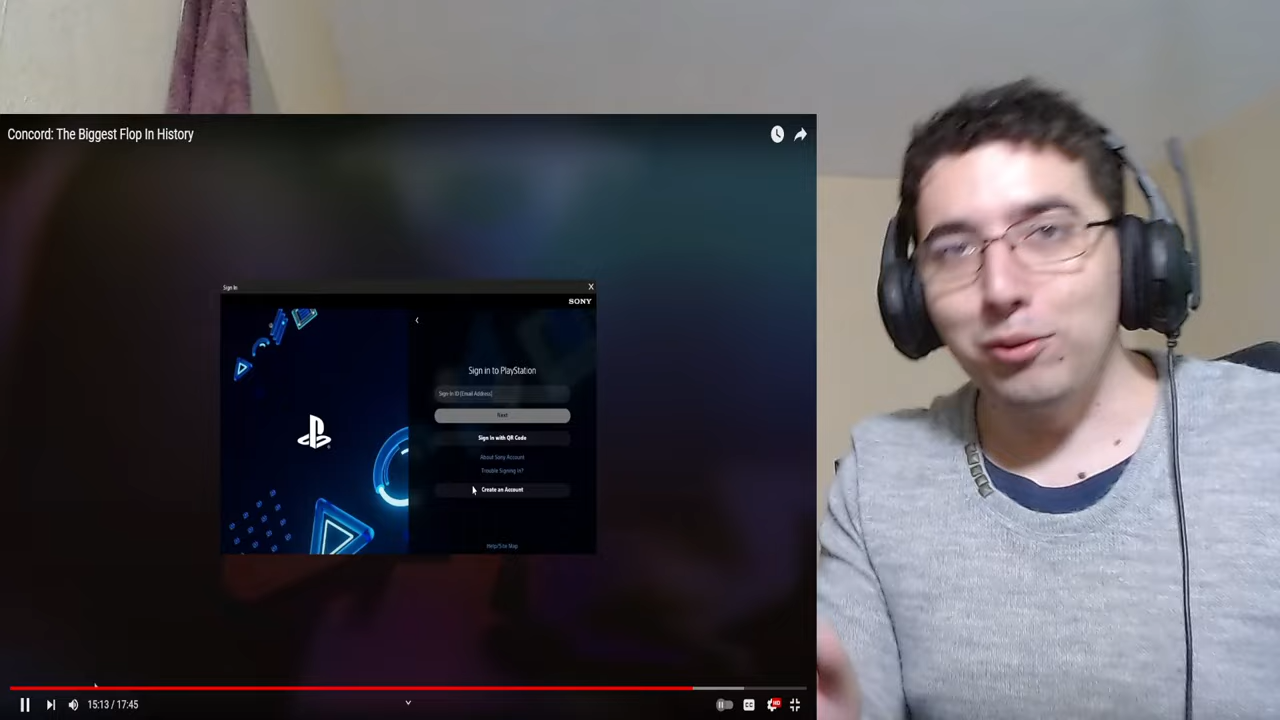 Concord: The Biggest Flop In History
Sign In
X
SONY
Sign in to PlayStation
Sign-In ID (Email Address)
Next
Sign In with QR Code
About Sony Account
Trouble Signing In?
Create an Account
Help/Site Map
15:13 / 17:45
CC
HD